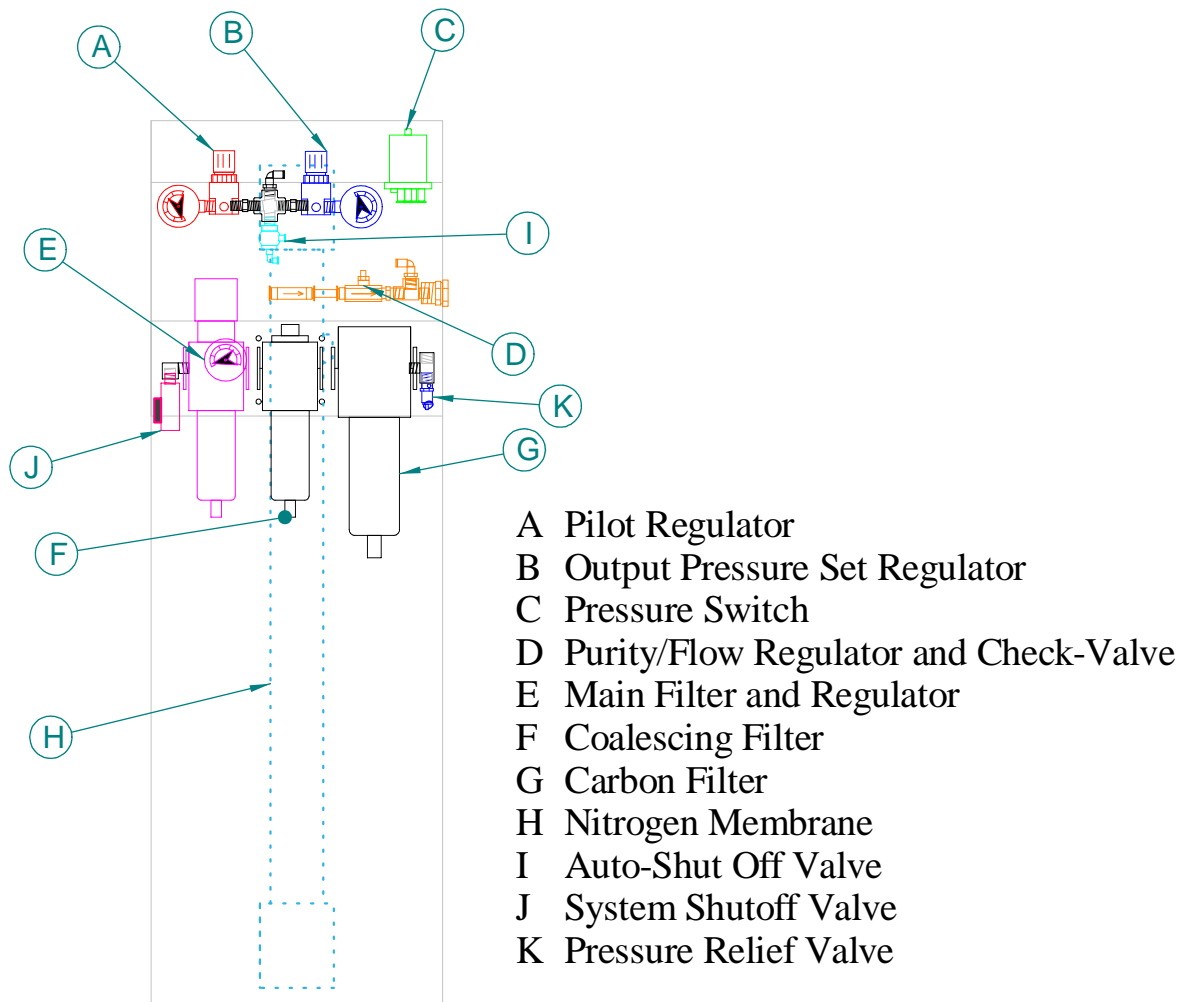 A
B
C
I
E
D
K
J
G
F
H
A Pilot Regulator
B Output Pressure Set Regulator
C Pressure Switch
D Purity/Flow Regulator and Check-Valve
E Main Filter and Regulator
F Coalescing Filter
G Carbon Filter
H Nitrogen Membrane
I Auto-Shut Off Valve
J System Shutoff Valve
K Pressure Relief Valve